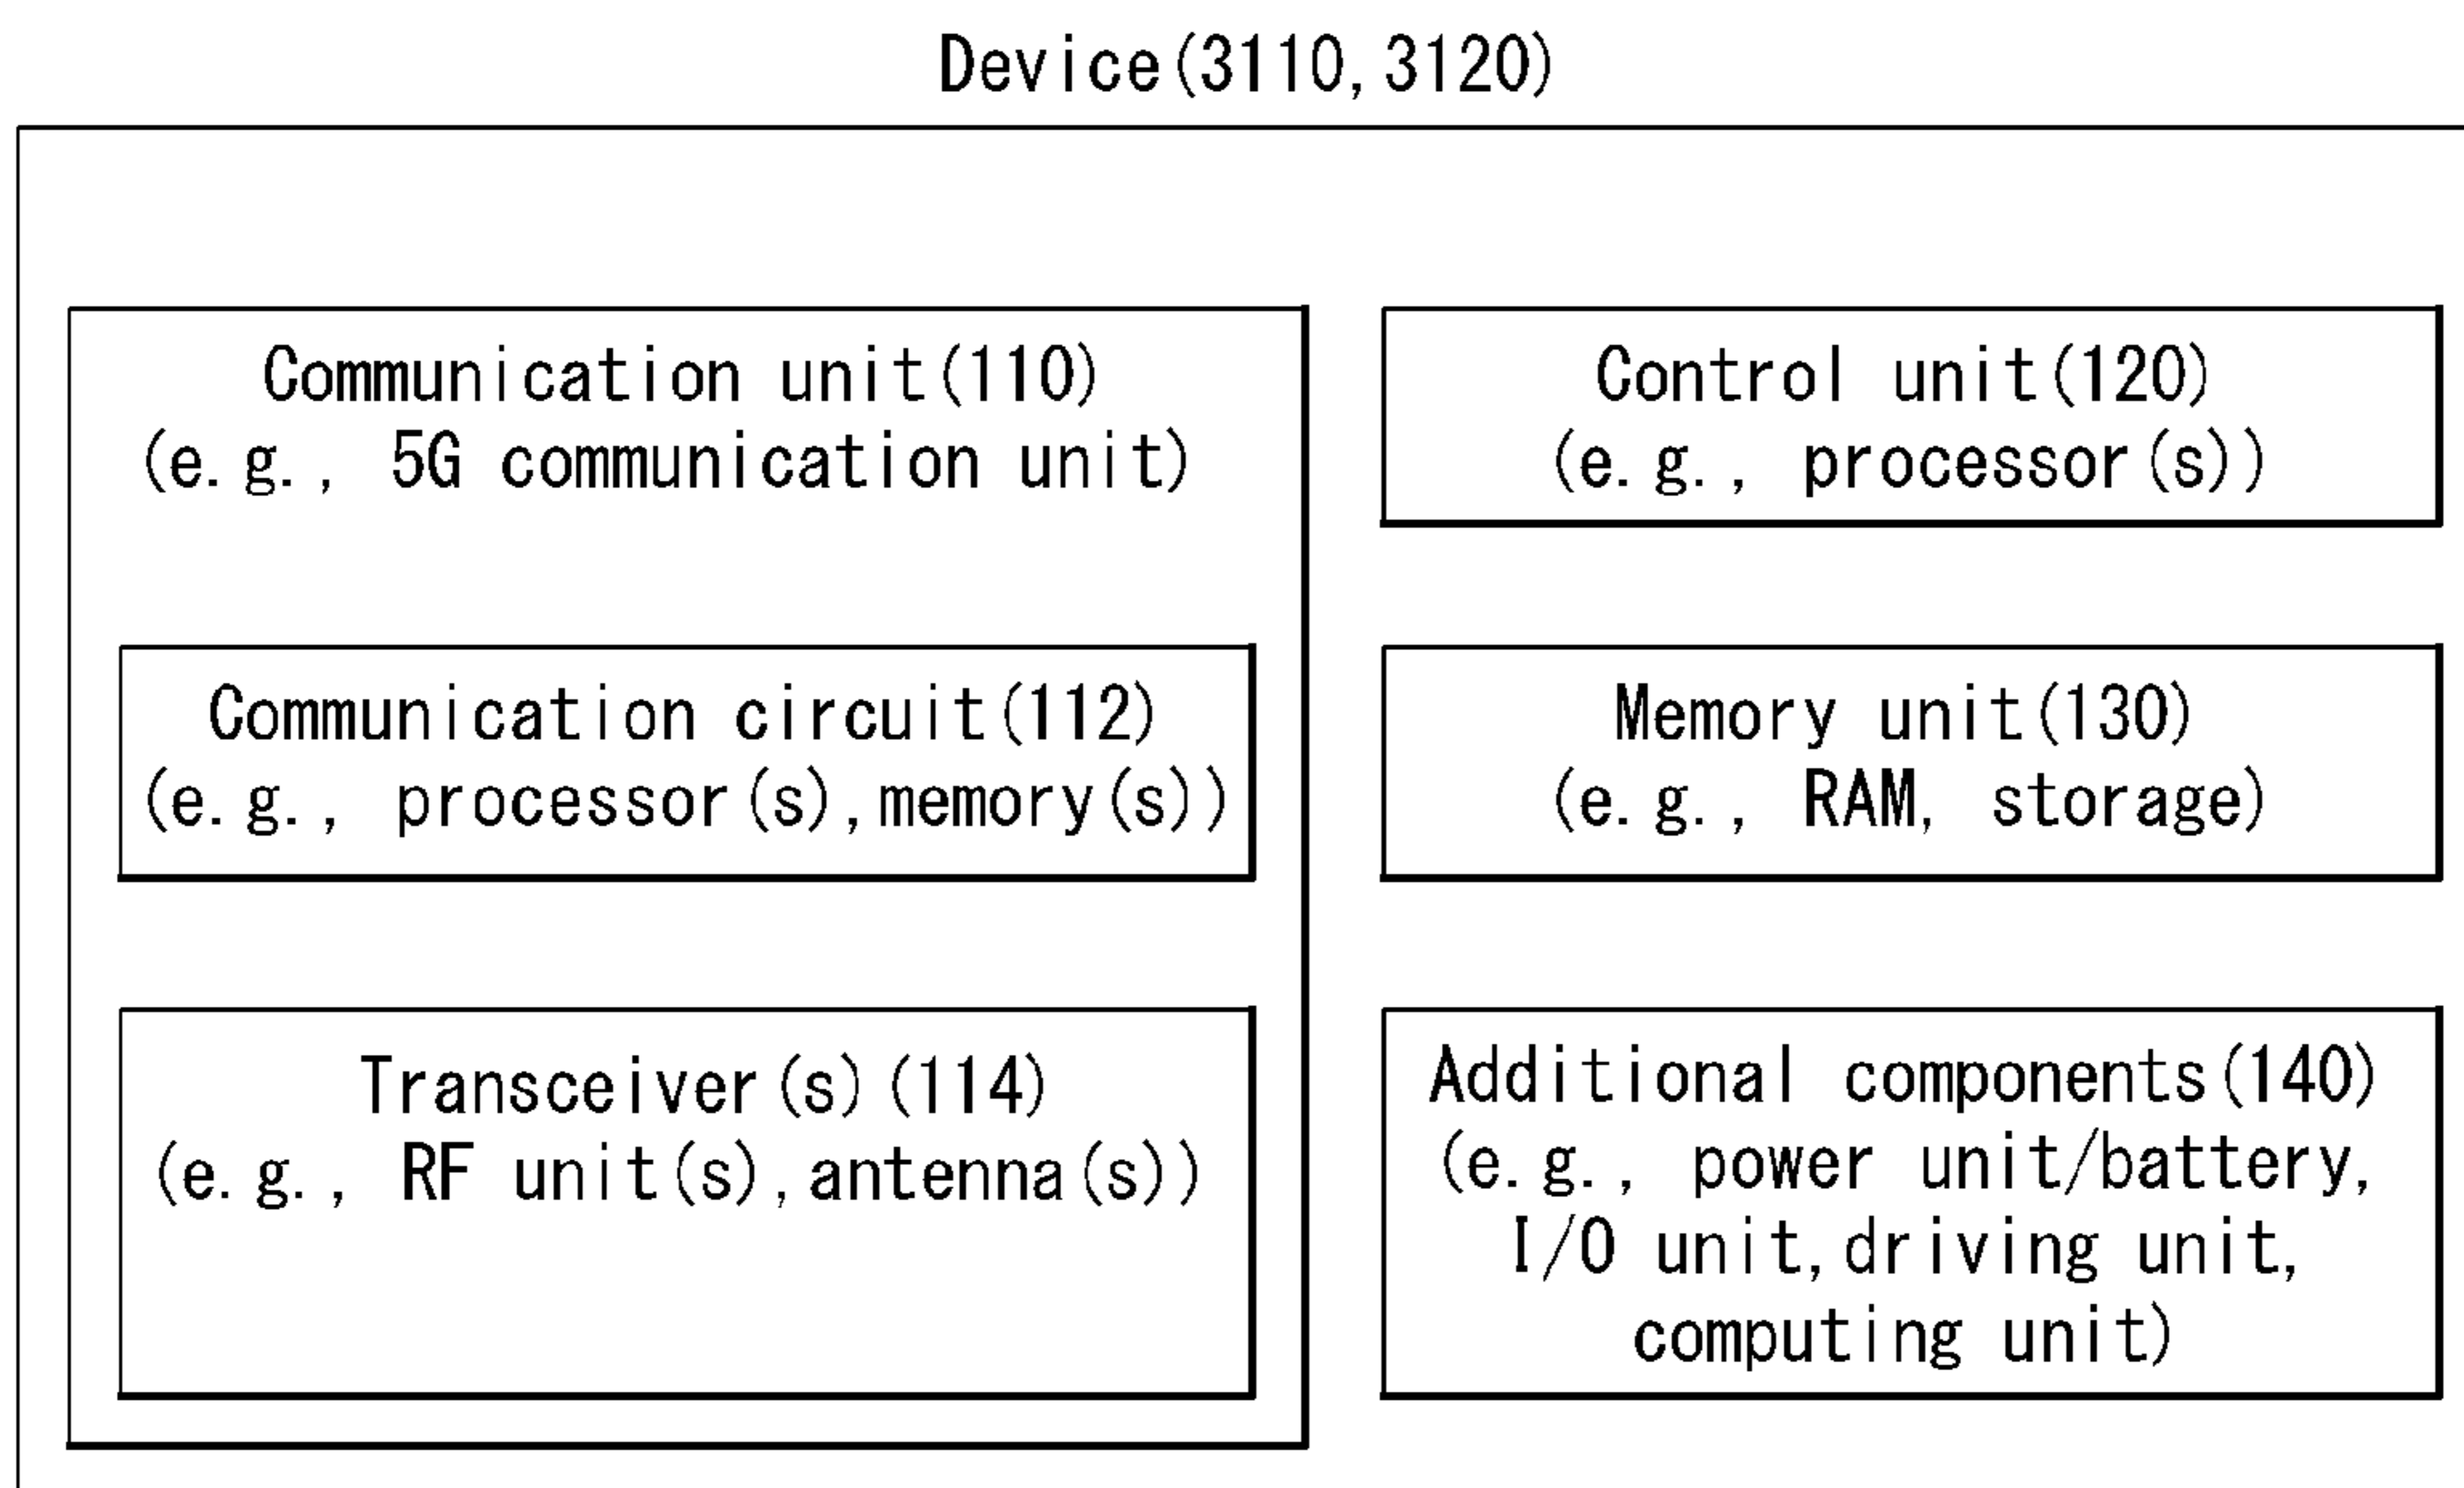 Device(3110,3120)
Communication unit(110)
(e.g., 5G communication unit)
Communication circuit(112)
(e.g., processor(s),memory(s))
Transceiver(s)(114)
(e.g., RF unit(s),antenna(s))
Control unit(120)
(e.g., processor(s))
Memory unit(130)
(e.g., RAM, storage)
Additional components(140)
(e.g., power unit/battery,
I/O unit,driving unit,
computing unit)